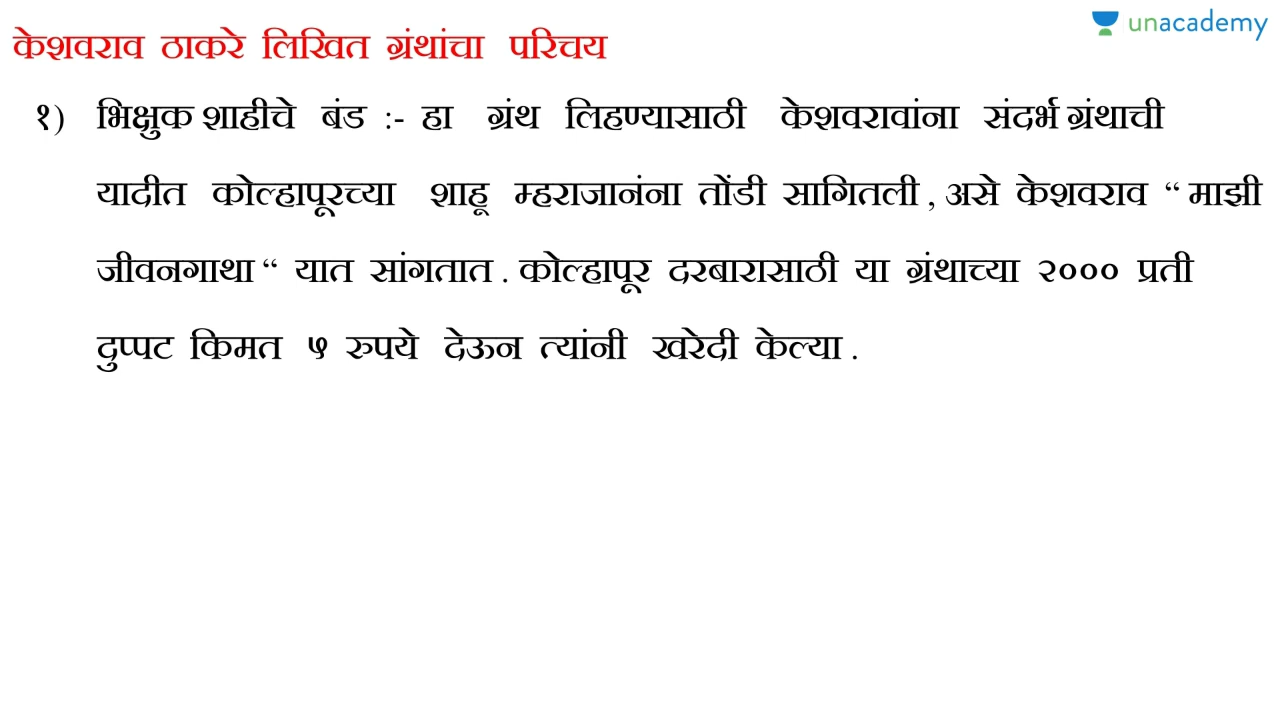 unacademy
केशवराव ठाकरे लिखित ग्रंथांचा परिचय
१) भिक्षुक शाहीचे बंड :- हा ग्रंथ लिहण्यासाठी केशवरावांना संदर्भ ग्रंथाची
यादीत कोल्हापूरच्या शाहू म्हराजानंना तोंडी सागितली , असे केशवराव “ माझी
जीवनगाथा “ यात सांगतात . कोल्हापूर दरबारासाठी या ग्रंथाच्या २००० प्रती
दुप्पट किमत ५ रुपये देऊन त्यांनी खरेदी केल्या .